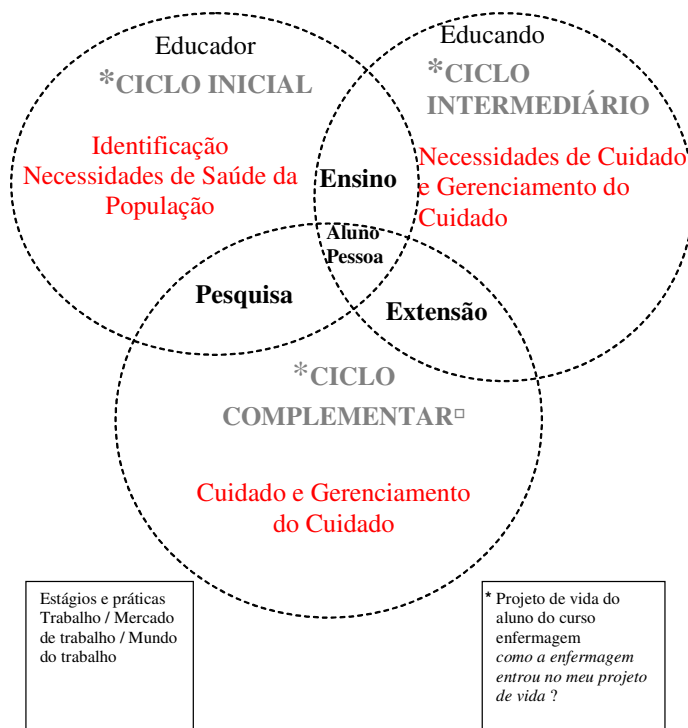 Educador
*CICLO INICIAL
Identificação
Necessidades de Saúde da
População
Educando
*CICLO
INTERMEDIÁRIO
Necessidades de Cuidado
e Gerenciamento do
Cuidado
Ensino
Aluno
Pessoa
Pesquisa
Extensão
*CICLO
COMPLEMENTAR¤
Cuidado e Gerenciamento
do Cuidado
Estágios e práticas
Trabalho / Mercado
de trabalho / Mundo
do trabalho
* Projeto de vida do
aluno do curso
enfermagem
como a enfermagem
entrou no meu projeto
de vida ?